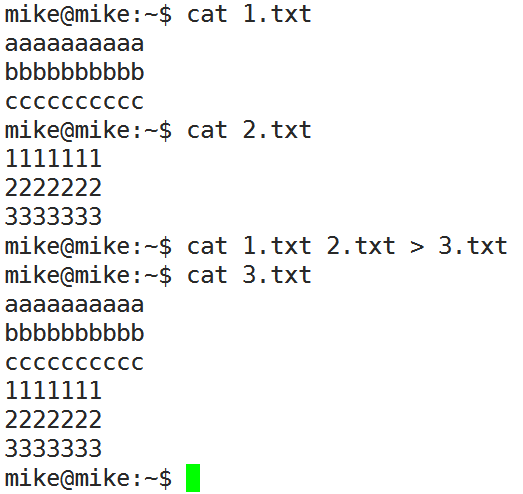 mike@mike:~$ cat 1.txt
aaaaaaaaaa
bbbbbbbbbb
cccccccccc
mike@mike:~$ cat 2.txt
1111111
2222222
3333333
mike@mike:~$ cat 1.txt 2.txt > 3.txt
mike@mike:~$ cat 3.txt
aaaaaaaaaa
bbbbbbbbbb
cccccccccc
1111111
2222222
3333333
mike@mike:~$